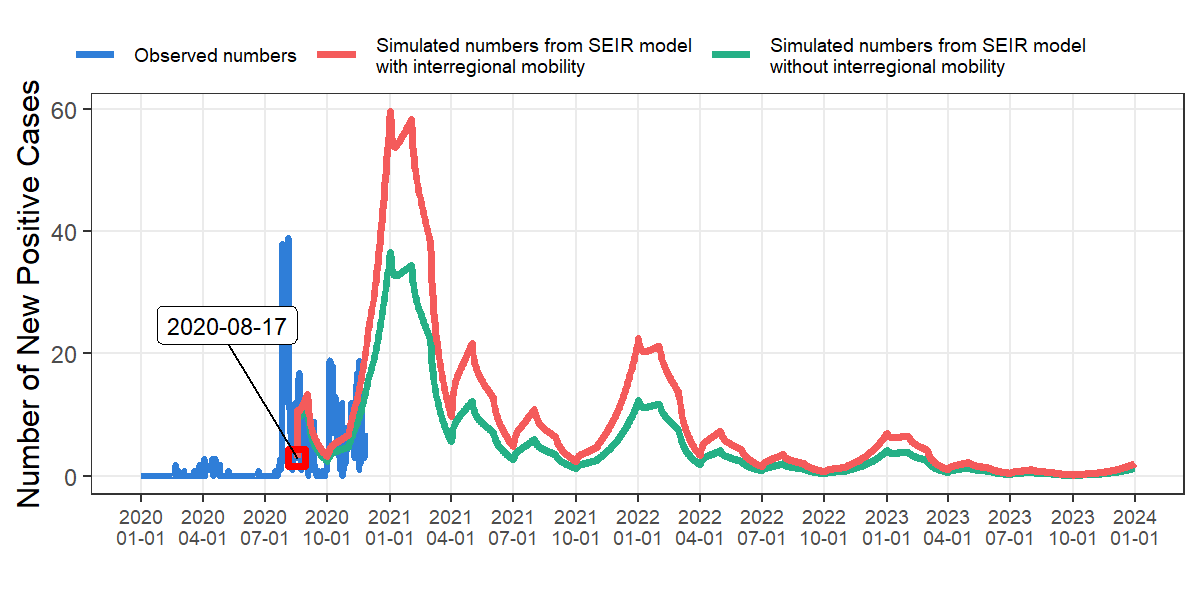 Observed numbers
Simulated numbers from SEIR model
with interregional mobility
Simulated numbers from SEIR model
without interregional mobility
Number of New Positive Cases
60
40
20
0
2020-08-17
2020 2020 2020 2020 2021 2021 2021 2021 2022 2022 2022 2022 2023 2023 2023 2023 2024
01-01 04-01 07-01 10-01 01-01 04-01 07-01 10-01 01-01 04-01 07-01 10-01 01-01 04-01 07-01 10-01 01-01